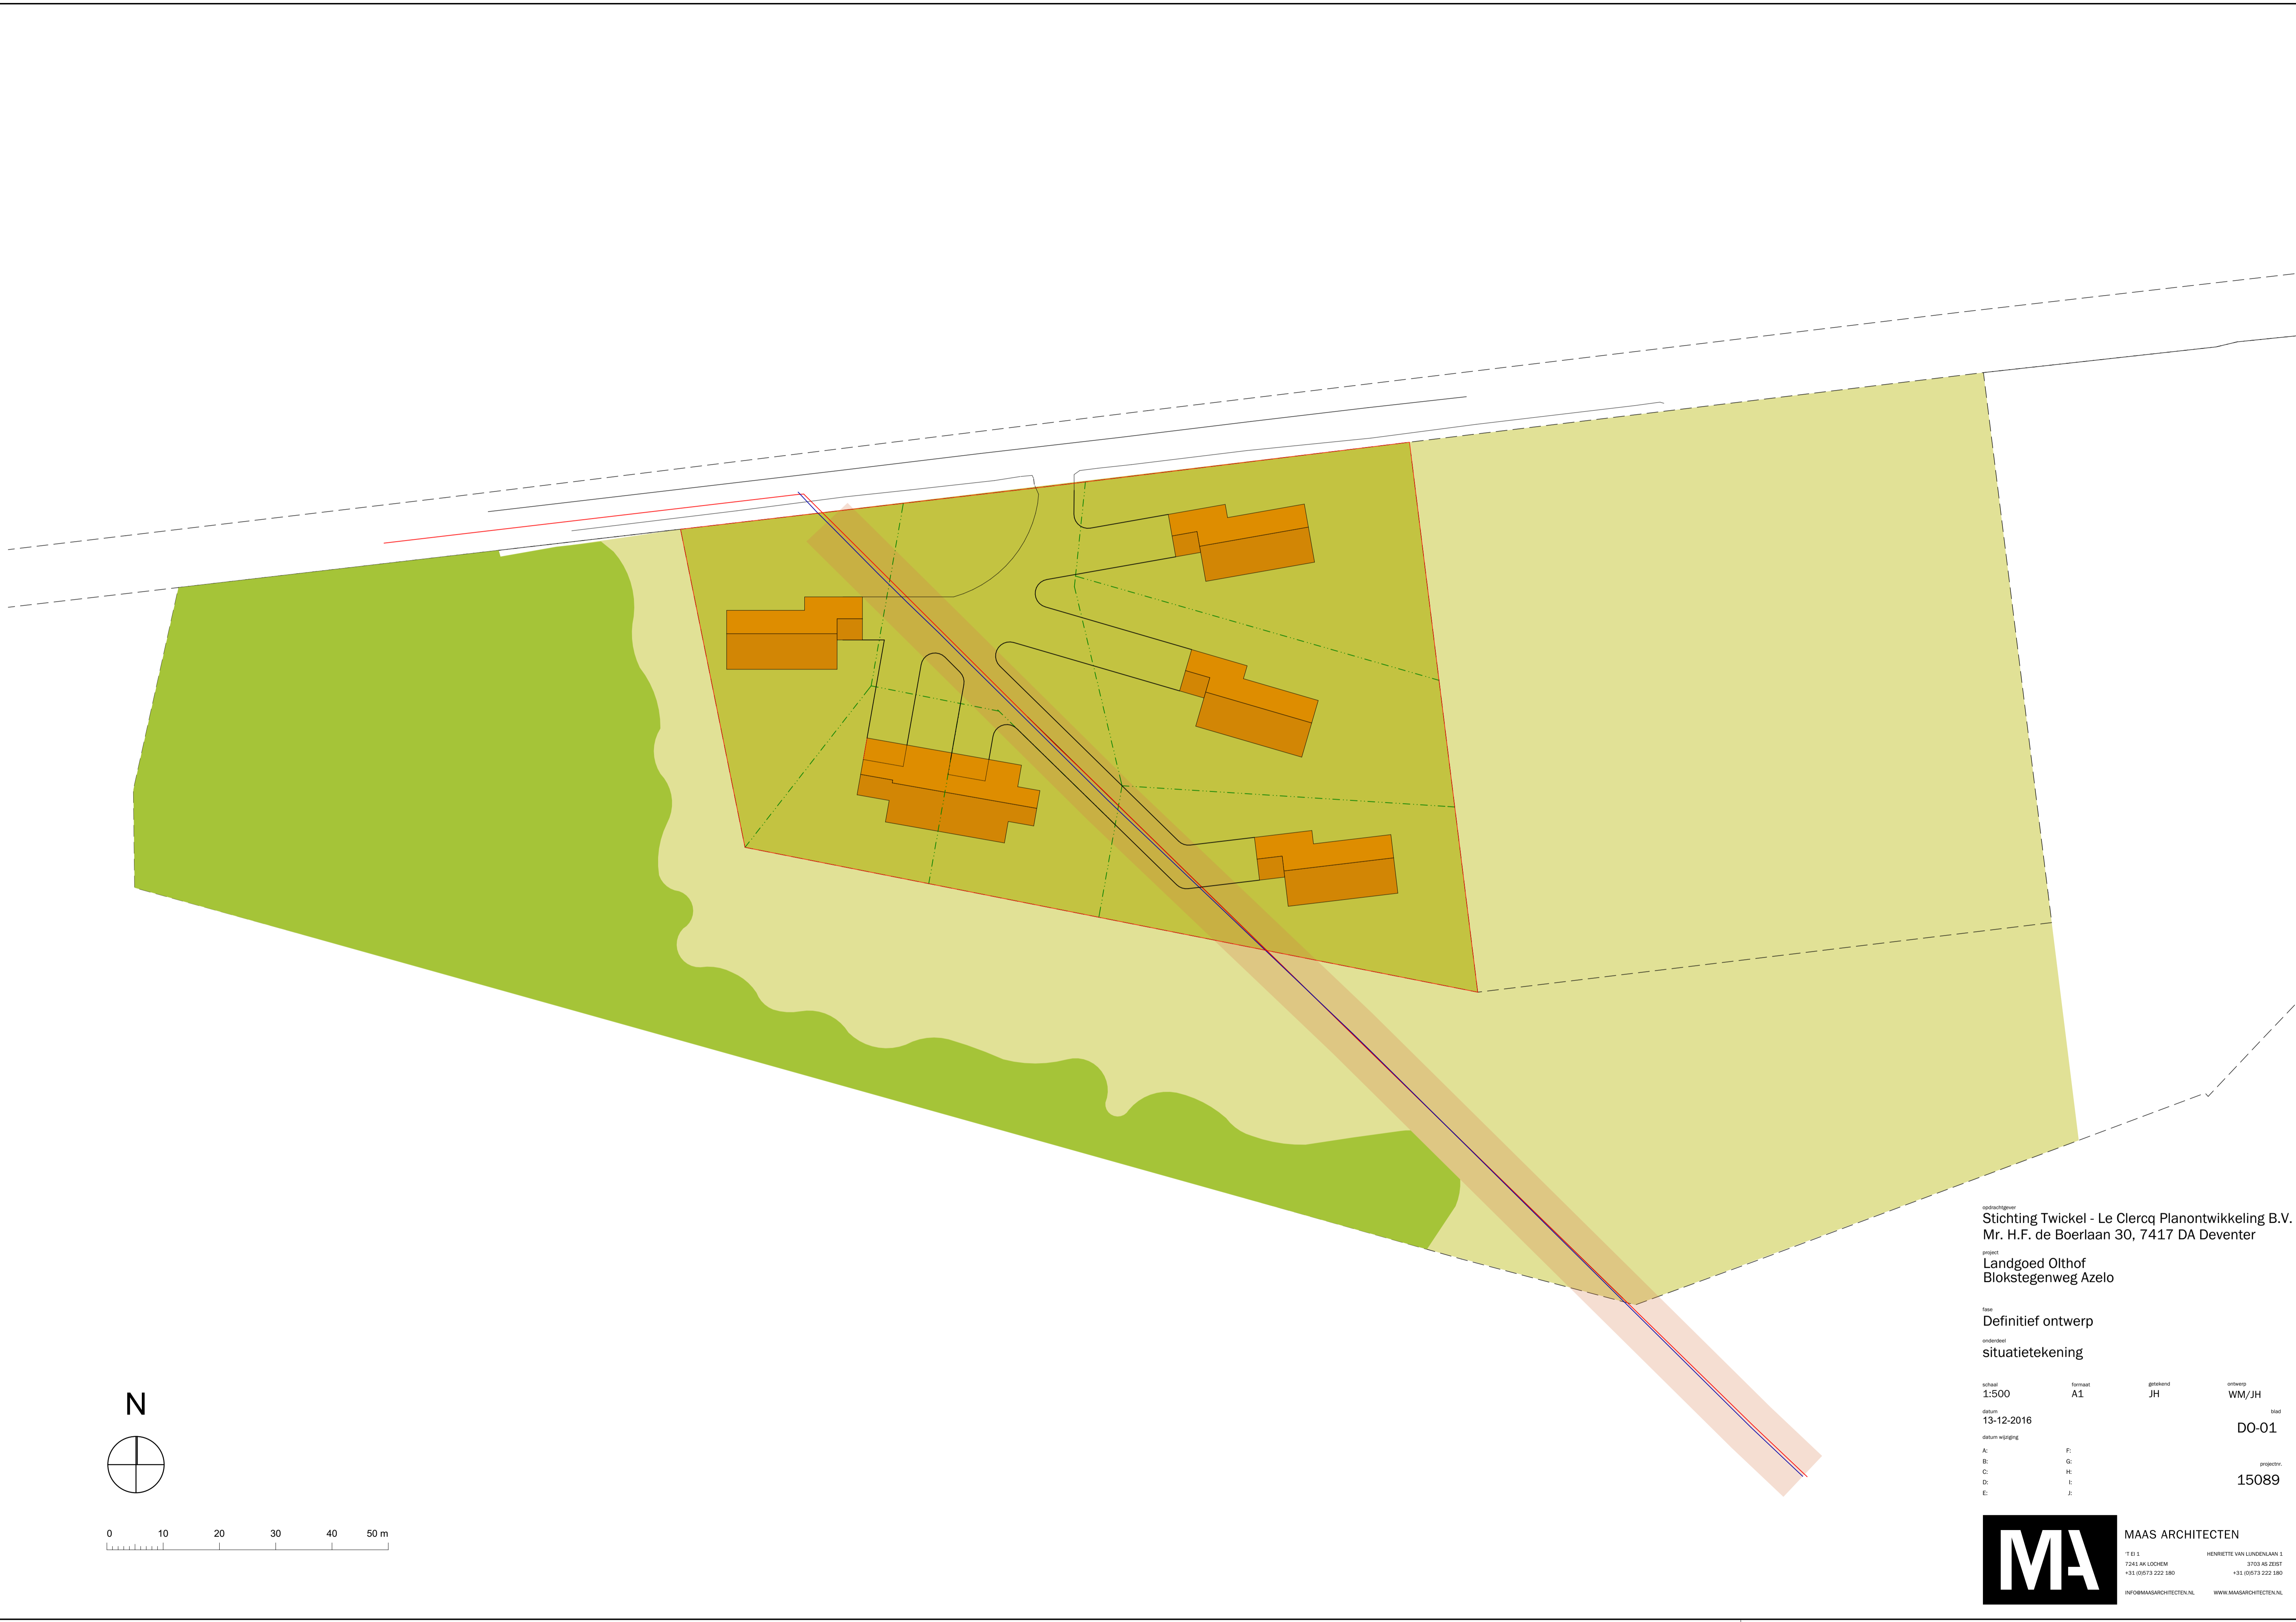 opdrachtgever
Stichting Twickel - Le Clercq Planontwikkeling B.V.
Mr. H.F. de Boerlaan 30, 7417 DA Deventer
project
Landgoed Olthof
Blokstegenweg Azelo
fase
Definitief ontwerp
onderdeel
situatietekening
schaal formaat getekend ontwerp
1:500 A1 JH WM/JH
datum blad
13-12-2016 DO-01
datum wijziging
A: F:
B: G:
C: H:
D: I:
E: J:
projectnr.
15089
N
0 10 20 30 40 50 m
MA
MAAS ARCHITECTEN
'T EI 1 HENRIETTE VAN LUNDENLAAN 1
7241 AK LOCHEM 3703 AS ZEIST
+31 (0)573 222 180 +31 (0)573 222 180
INFO@MAASARCHITECTEN.NL WWW.MAASARCHITECTEN.NL